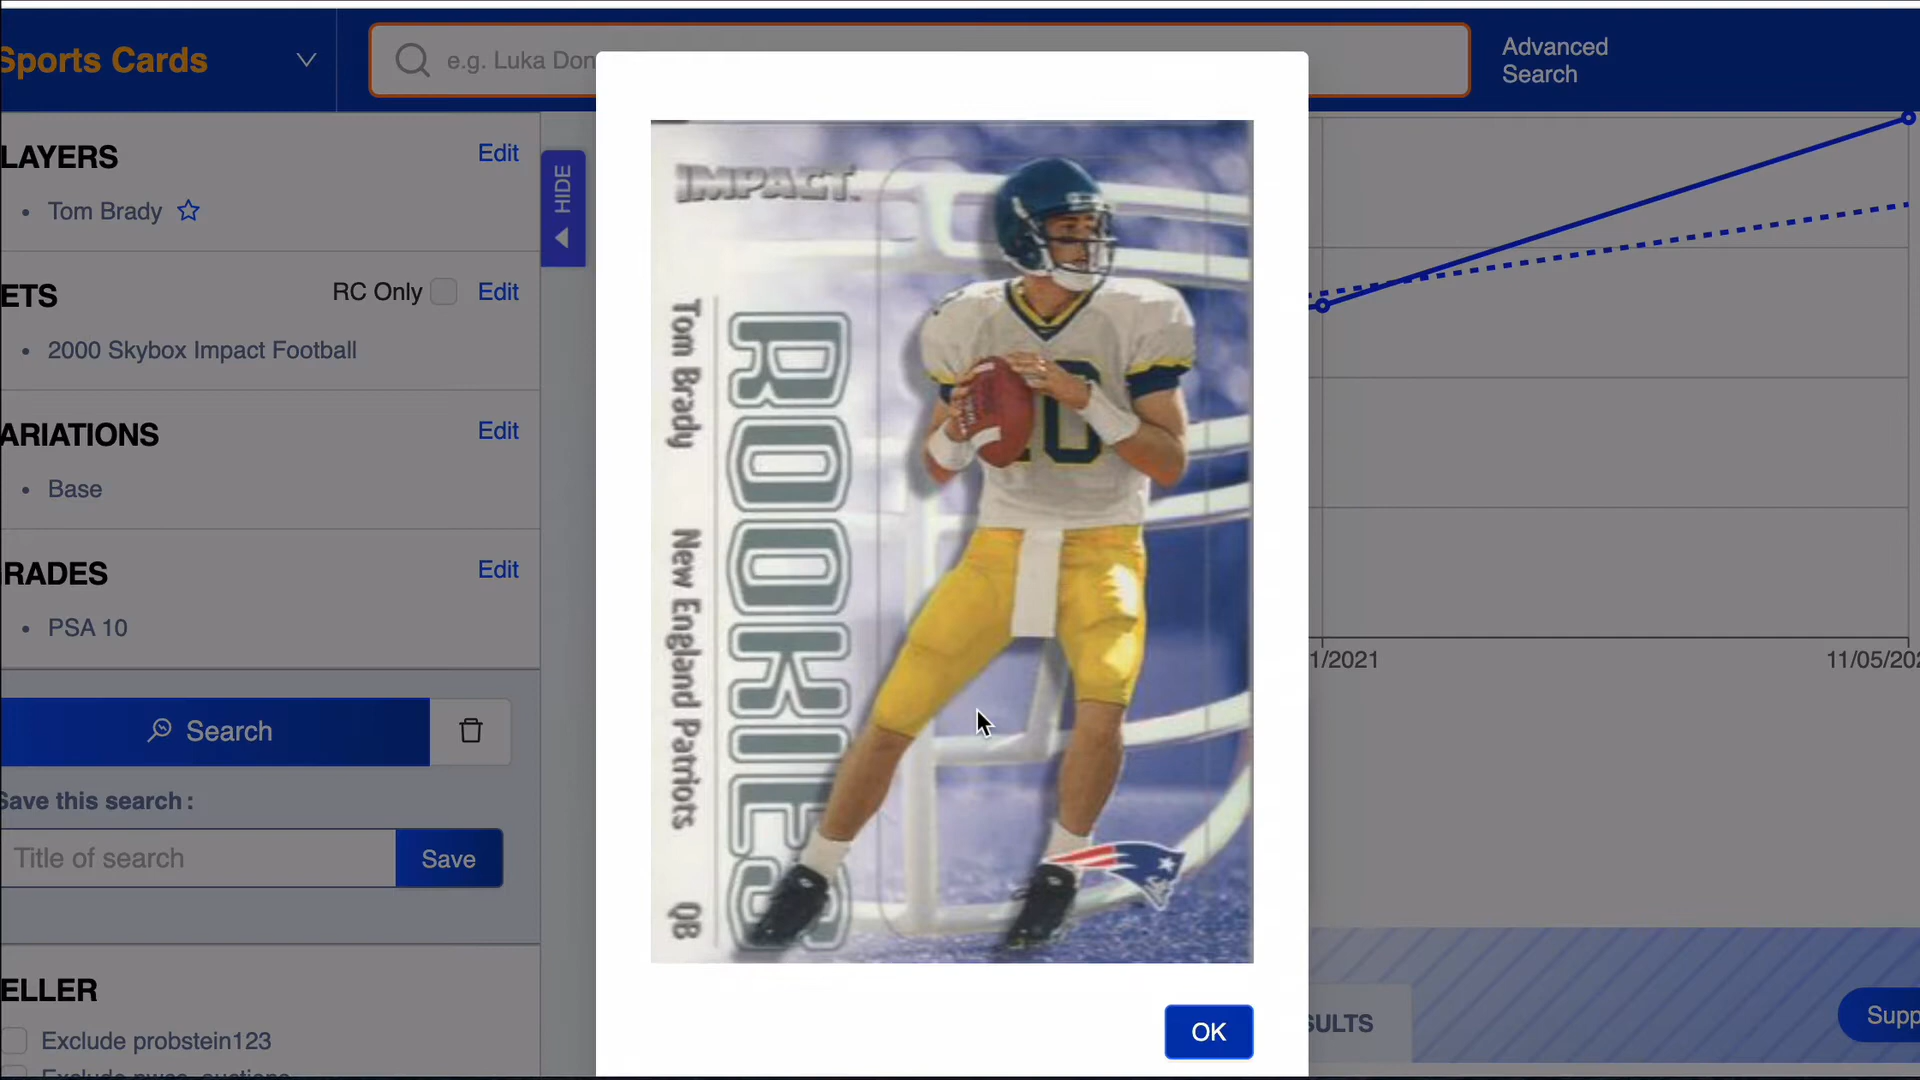 Sports Cards
e.g. Luka Don
Advanced
Search
LAYERS
Edit
Tom Brady
HIDE
ETS
RC Only
Edit
2000 Skybox Impact Football
ARIATIONS
Edit
Base
RADES
Edit
PSA 10
Search
Save this search :
Title of search
Save
ELLER
Exclude probstein123
IMPACT
ROOKIES
Tom Brady New England Patriots QB
10
OK
1/2021
11/05/202
SULTS
Supp